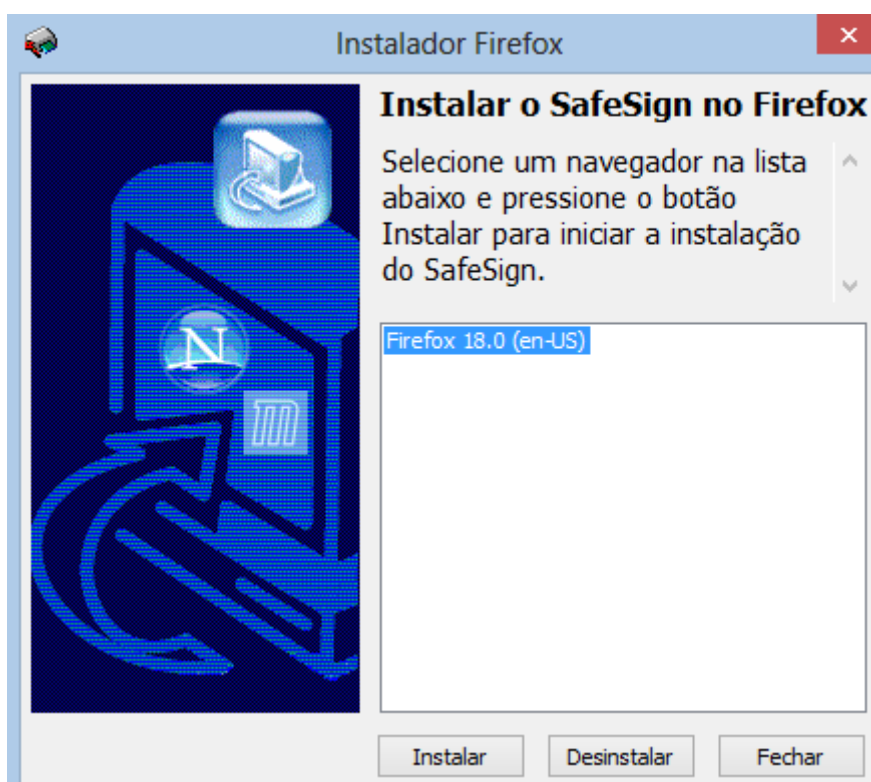 Instalador Firefox
Instalar o SafeSign no Firefox
Selecione um navegador na lista
abaixo e pressione o botão
Instalar para iniciar a instalação
do SafeSign.
N
m
Firefox 18.0 (en-US)
Instalar Desinstalar Fechar